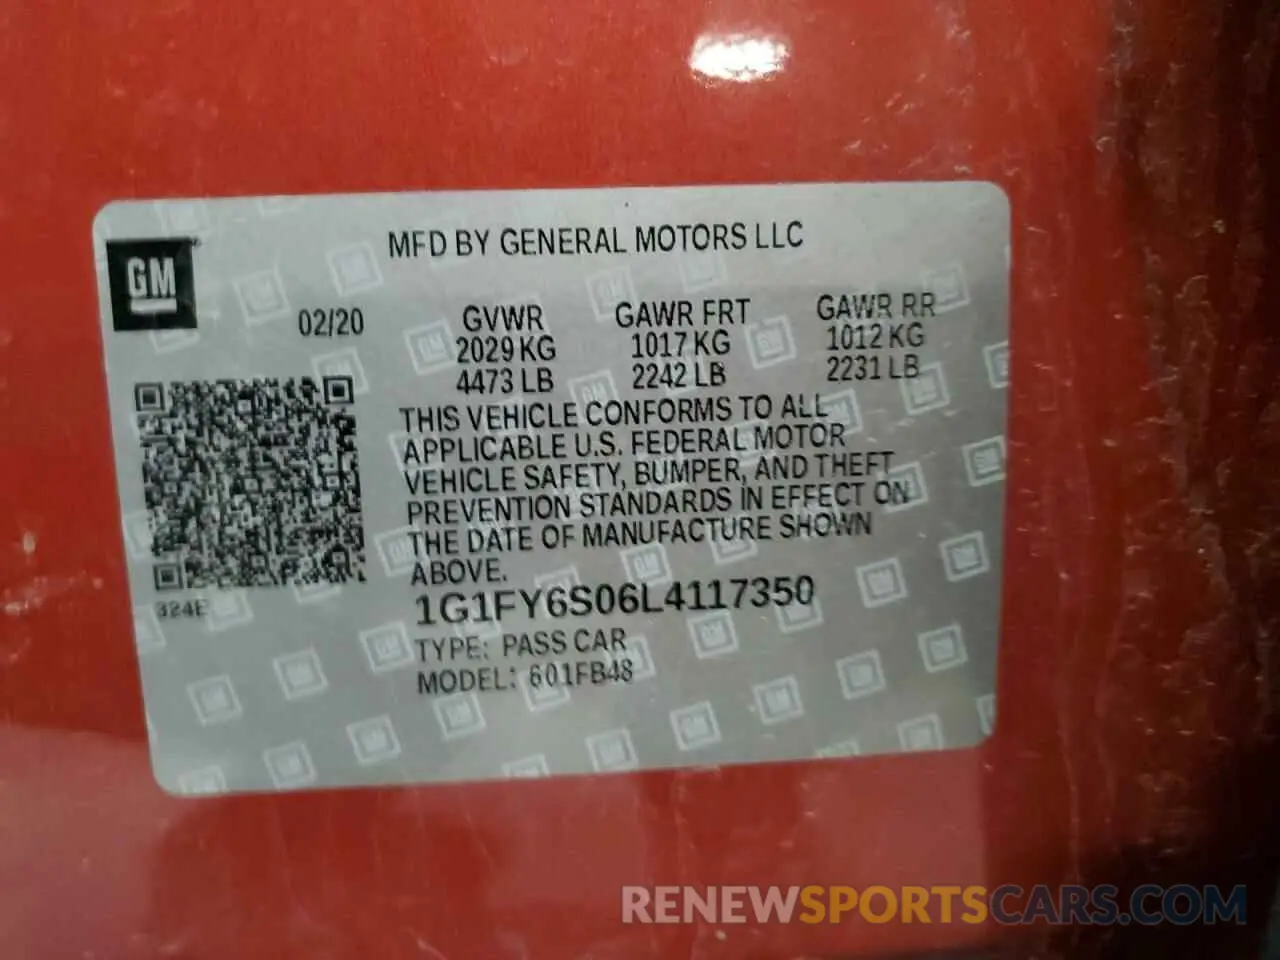 MFD BY GENERAL MOTORS LLC
GM
02/20
GVWR GAWR FRT GAWR RR
2029 KG 1017 KG 1012 KG
4473 LB 2242 LB 2231 LB
THIS VEHICLE CONFORMS TO ALL
APPLICABLE U.S. FEDERAL MOTOR
VEHICLE SAFETY, BUMPER, AND THEFT
PREVENTION STANDARDS IN EFFECT ON
THE DATE OF MANUFACTURE SHOWN
ABOVE.
324E
1G1FY6S06L4117350
TYPE: PASS CAR
MODEL: 601FB48
RENEWSPORTSCARS.COM